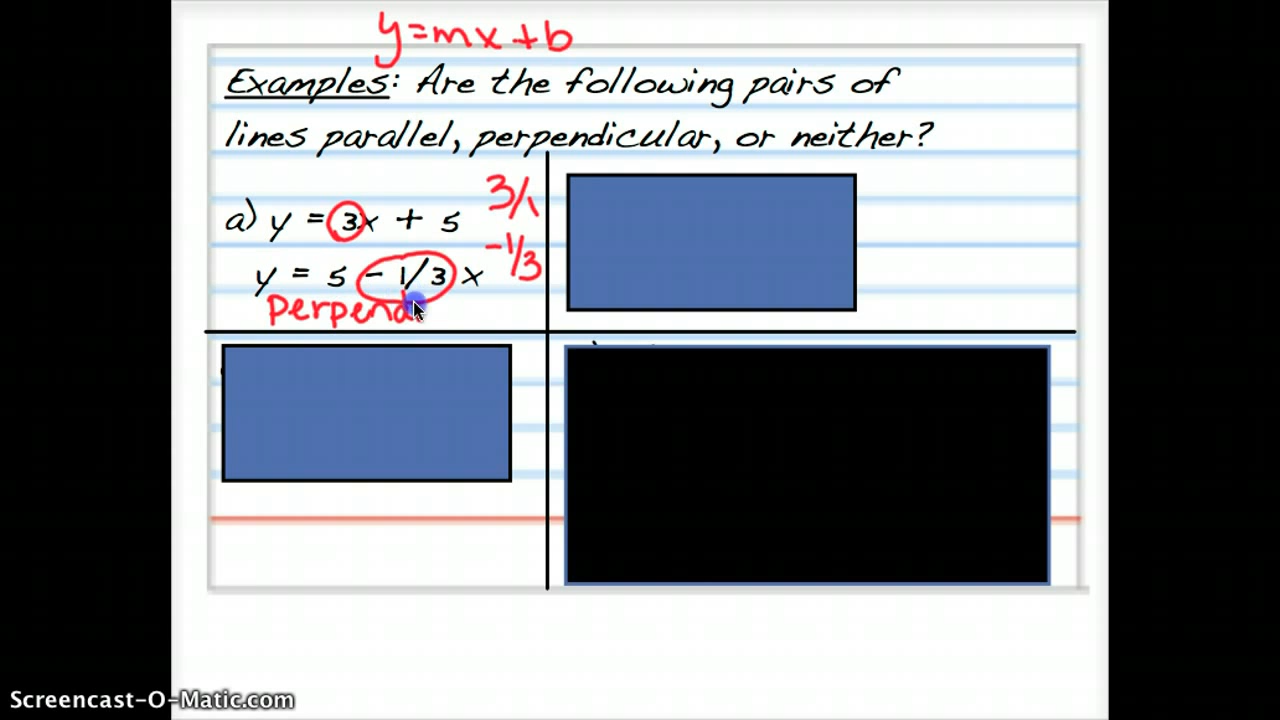 y=mx+b
Examples: Are the following pairs of
lines parallel, perpendicular, or neither?
a) y = 3x + 5
3/1
y = 5 - 1/3 x
-1/3
Perpend
Screencast-O-Matic.com